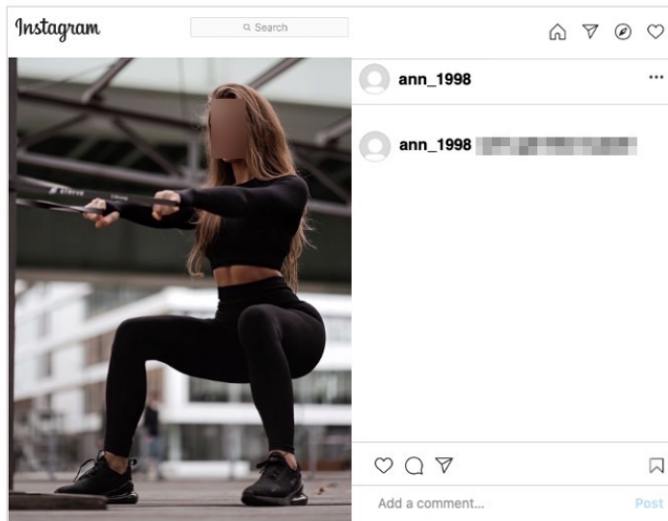 Instagram
Search
ann_1998
ann_1998
Add a comment...
Post